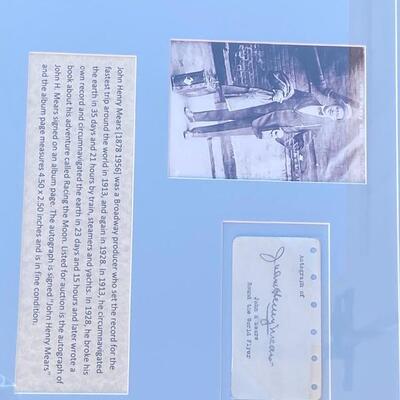 John Henry Mears [1878 1956] was a Broadway producer who set the record for the
fastest trip around the world in 1913, and again in 1928. In 1913, he circumnavigated
the earth in 35 days and 21 hours by train, steamers and yachts. In 1928, he broke his
own record and circumnavigated the earth in 23 days and 15 hours and later wrote a
book about his adventure called Racing the Moon. Listed for auction is the autograph of
John H. Mears signed on an album page. The autograph is signed "John Henry Mears"
and the album page measures 4.50 x 2.50 inches and is in fine condition.
Autograph of
John Henry Mears
John H Mears
Round the World Flyer